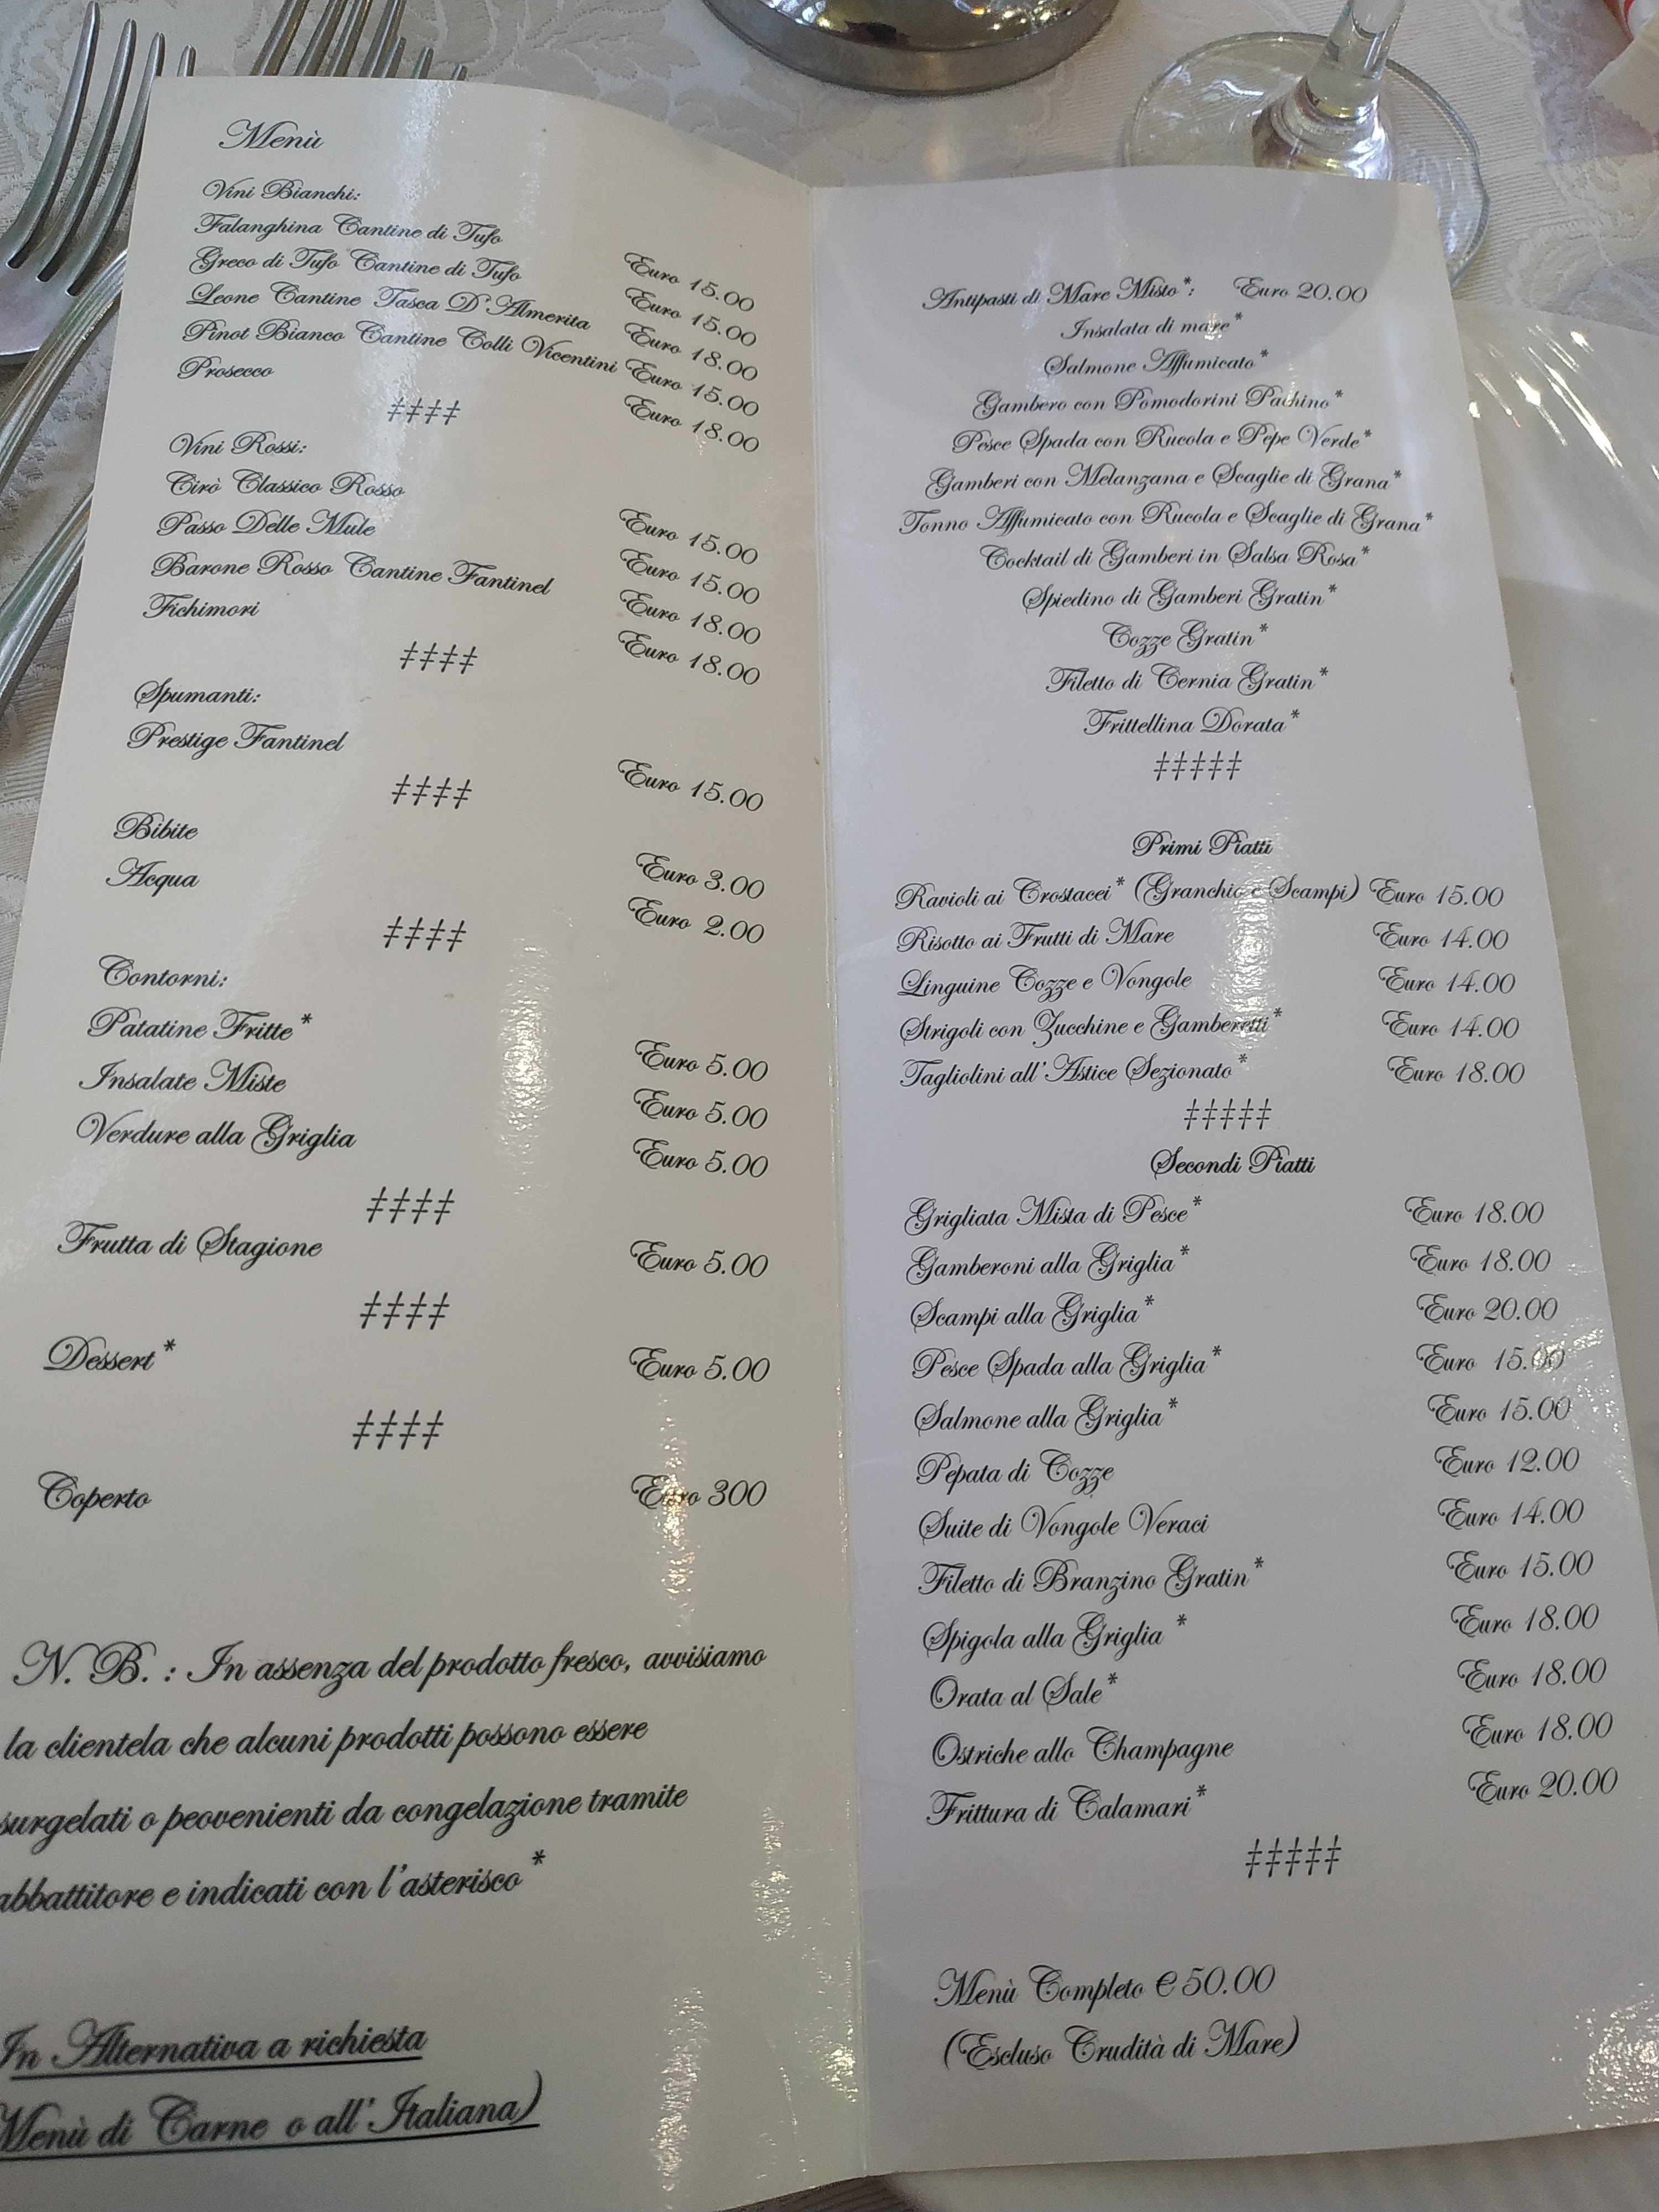 Menù
Vini Bianchi:
Falanghina Cantine di Tufo Euro 15.00
Greco di Tufo Cantine di Tufo Euro 15.00
Leone Cantine Tasca D'Almerita Euro 18.00
Pinot Bianco Cantine Colli Vicentini Euro 15.00
Prosecco Euro 18.00
‡‡‡‡
Vini Rossi:
Cirò Classico Rosso Euro 15.00
Passo Delle Mule Euro 15.00
Barone Rosso Cantine Fantinel Euro 18.00
Fichimori Euro 18.00
‡‡‡‡
Spumanti:
Prestige Fantinel Euro 15.00
‡‡‡‡
Bibite Euro 3.00
Acqua Euro 2.00
‡‡‡‡
Contorni:
Patatine Fritte* Euro 5.00
Insalate Miste Euro 5.00
Verdure alla Griglia Euro 5.00
‡‡‡‡
Frutta di Stagione Euro 5.00
‡‡‡‡
Dessert* Euro 5.00
‡‡‡‡
Coperto Euro 300
N. B. : In assenza del prodotto fresco, avvisiamo
la clientela che alcuni prodotti possono essere
surgelati o peovenienti da congelazione tramite
abbattitore e indicati con l'asterisco*
In Alternativa a richiesta
Menù di Carne o all'Italiana)
Antipasti di Mare Misto*: Euro 20.00
Insalata di mare*
Salmone Affumicato*
Gambero con Pomodorini Pachino*
Pesce Spada con Rucola e Pepe Verde*
Gamberi con Melanzana e Scaglie di Grana*
Tonno Affumicato con Rucola e Scaglie di Grana*
Cocktail di Gamberi in Salsa Rosa*
Spiedino di Gamberi Gratin*
Cozze Gratin*
Filetto di Cernia Gratin*
Frittellina Dorata*
‡‡‡‡‡
Primi Piatti
Ravioli ai Crostacei* (Granchio e Scampi) Euro 15.00
Risotto ai Frutti di Mare Euro 14.00
Linguine Cozze e Vongole Euro 14.00
Strigoli con Zucchine e Gamberetti* Euro 14.00
Tagliolini all'Astice Sezionato* Euro 18.00
‡‡‡‡‡
Secondi Piatti
Grigliata Mista di Pesce* Euro 18.00
Gamberoni alla Griglia* Euro 18.00
Scampi alla Griglia* Euro 20.00
Pesce Spada alla Griglia* Euro 15.00
Salmone alla Griglia* Euro 15.00
Pepata di Cozze Euro 12.00
Suite di Vongole Veraci Euro 14.00
Filetto di Branzino Gratin* Euro 15.00
Spigola alla Griglia * Euro 18.00
Orata al Sale* Euro 18.00
Ostriche allo Champagne Euro 18.00
Frittura di Calamari* Euro 20.00
‡‡‡‡‡
Menù Completo € 50.00
(Escluso Crudità di Mare)